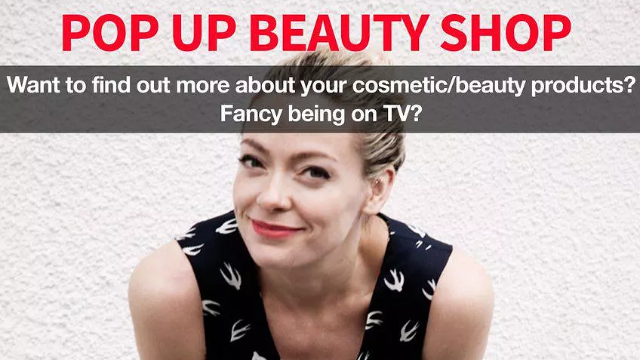 POP UP BEAUTY SHOP
Want to find out more about your cosmetic/beauty products?
Fancy being on TV?